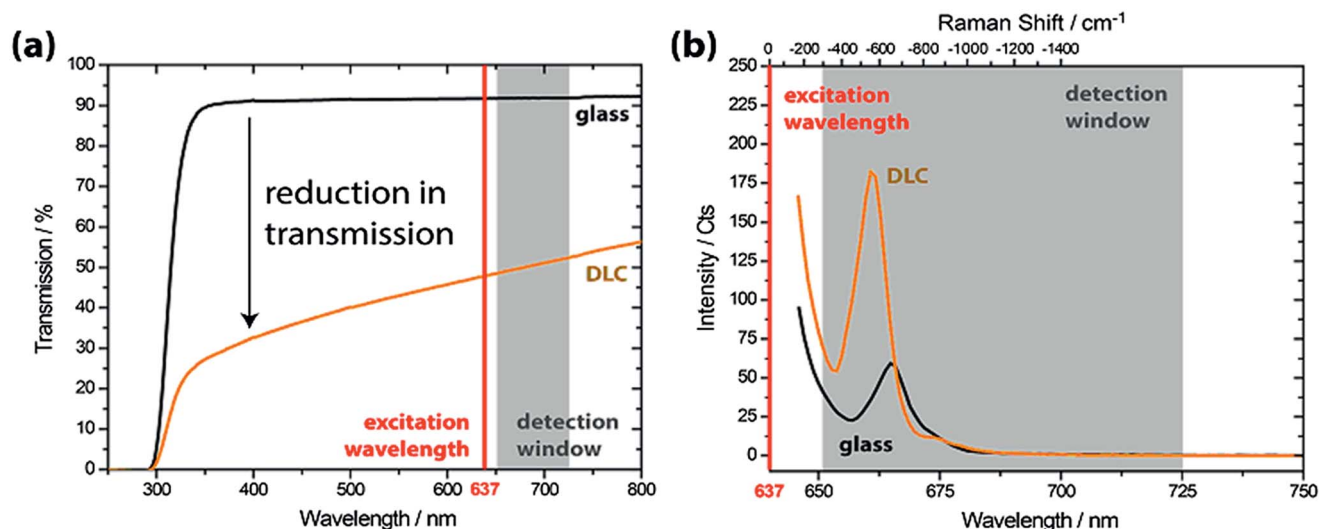 (a)
100
90
80
70
60
50
40
30
20
10
0
Transmission / %
glass
reduction in
transmission
DLC
excitation
wavelength
detection
window
300 400 500 600 637 700 800
Wavelength / nm
(b)
Raman Shift / cm-1
0 -200 -400 -600 -800 -1000 -1200 -1400
250
225
200
175
150
125
100
75
50
25
0
Intensity / Cts
excitation
wavelength
detection
window
DLC
glass
637 650 675 700 725 750
Wavelength / nm